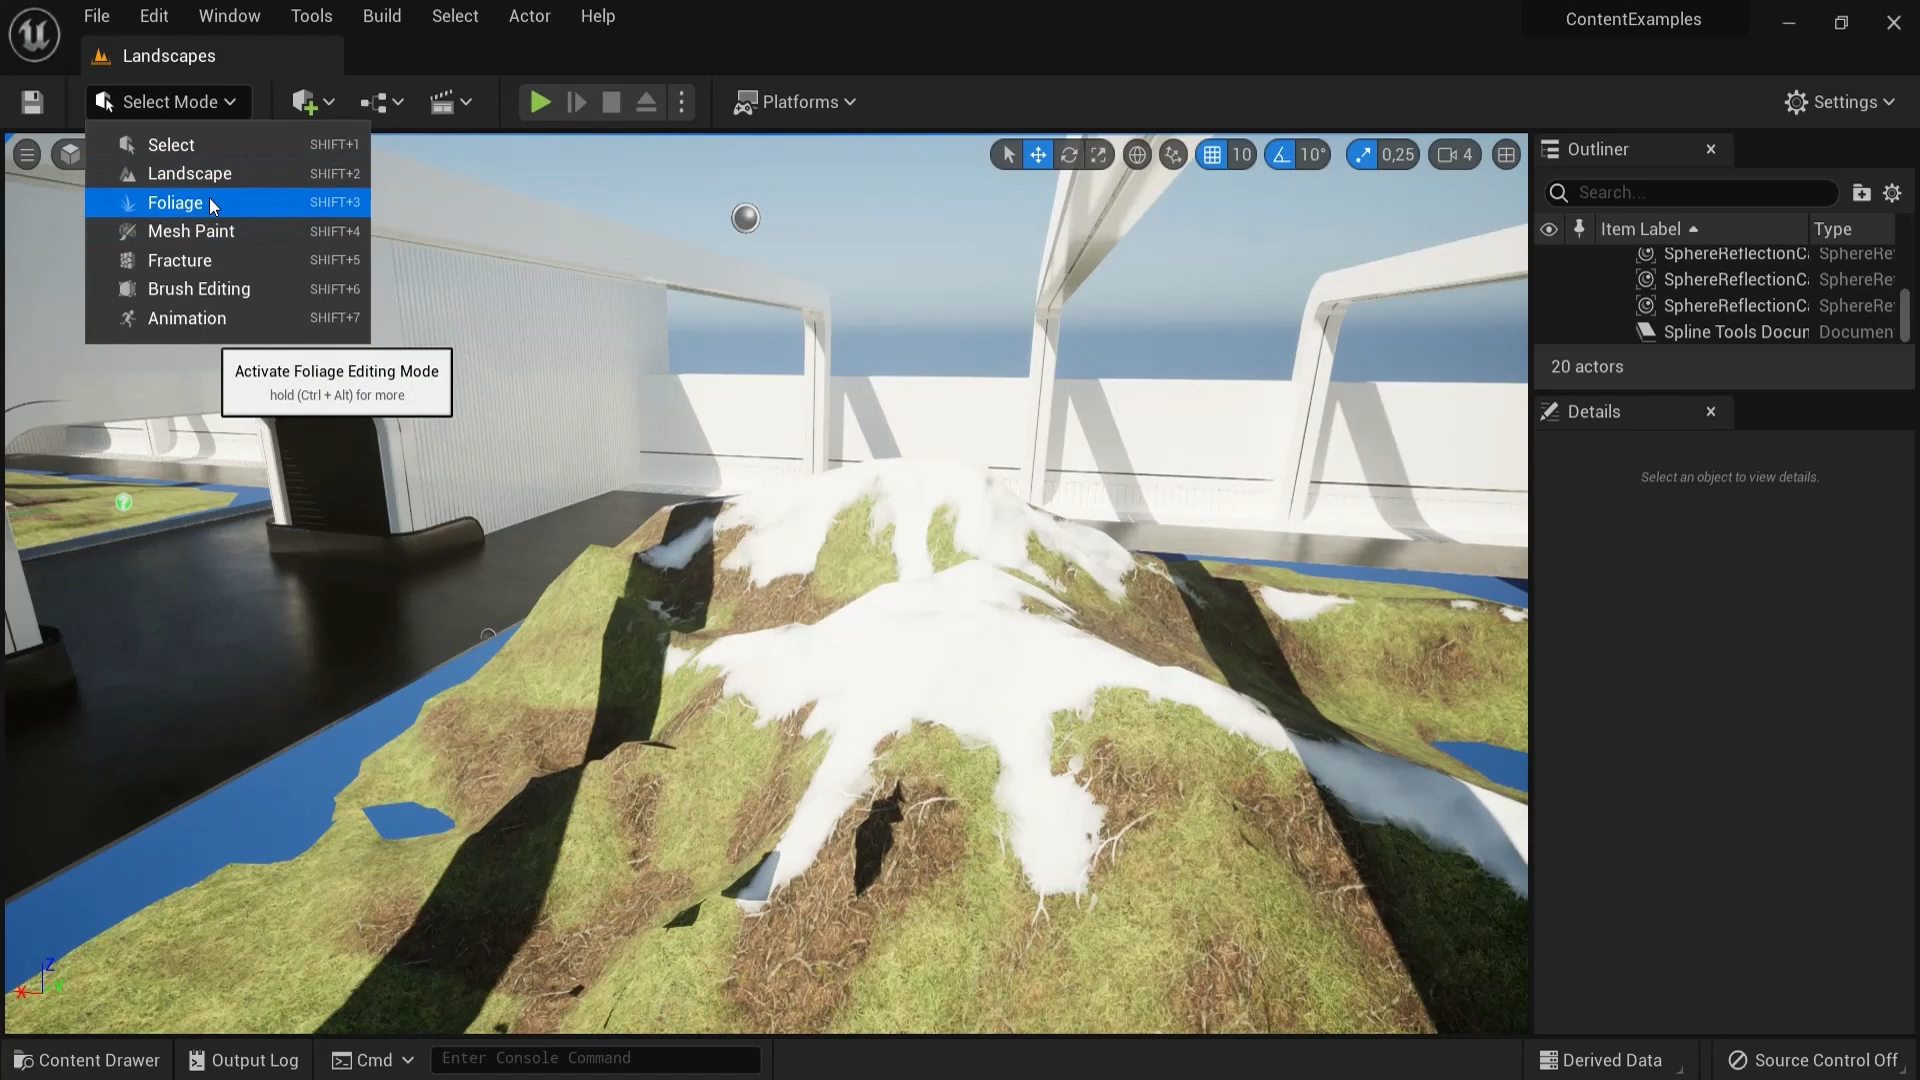 File Edit Window Tools Build Select Actor Help
ContentExamples
Landscapes
Select Mode
Platforms
Settings
Select SHIFT+1
Landscape SHIFT+2
Foliage SHIFT+3
Mesh Paint SHIFT+4
Fracture SHIFT+5
Brush Editing SHIFT+6
Animation SHIFT+7
Activate Foliage Editing Mode
hold (Ctrl + Alt) for more
10 10° 0,25 4
Outliner
Search...
Item Label Type
SphereReflectionCa SphereRe
SphereReflectionCa SphereRe
SphereReflectionCa SphereRe
Spline Tools Docum Documen
20 actors
Details
Select an object to view details.
Z
X Y
Content Drawer Output Log Cmd Enter Console Command
Derived Data Source Control Off